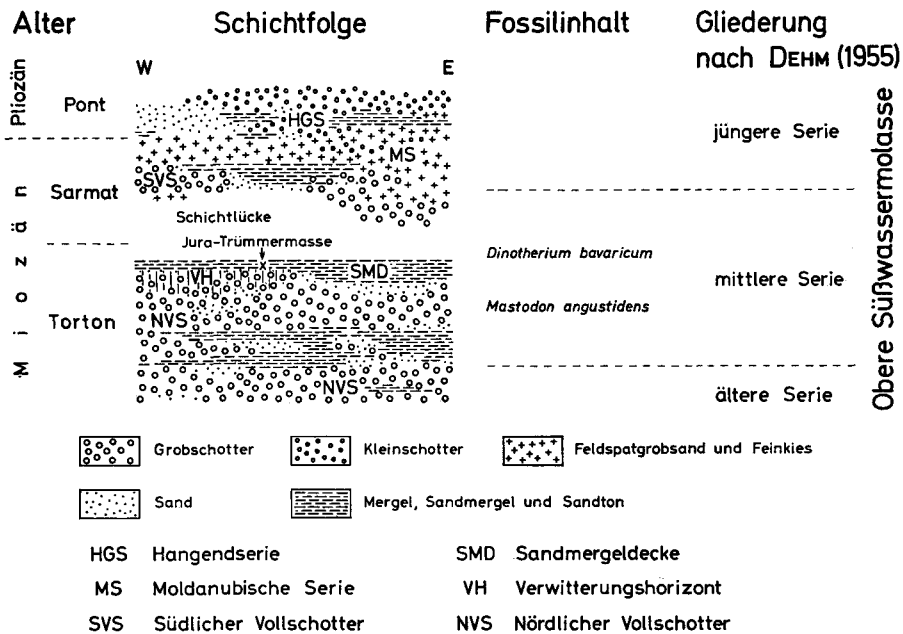 Alter Schichtfolge Fossilinhalt Gliederung
nach DEHM (1955)
W E
Pliozän
Pont
HGS
jüngere Serie
MS
Miozän
SVS
Sarmat
Schichtlücke
Jura-Trümmermasse
Dinotherium bavaricum
VH SMD
mittlere Serie
Mastodon angustidens
NVS
Torton
NVS
ältere Serie
Obere Süßwassermolasse
Grobschotter Kleinschotter Feldspatgrobsand und Feinkies
Sand Mergel, Sandmergel und Sandton
HGS Hangendserie SMD Sandmergeldecke
MS Moldanubische Serie VH Verwitterungshorizont
SVS Südlicher Vollschotter NVS Nördlicher Vollschotter